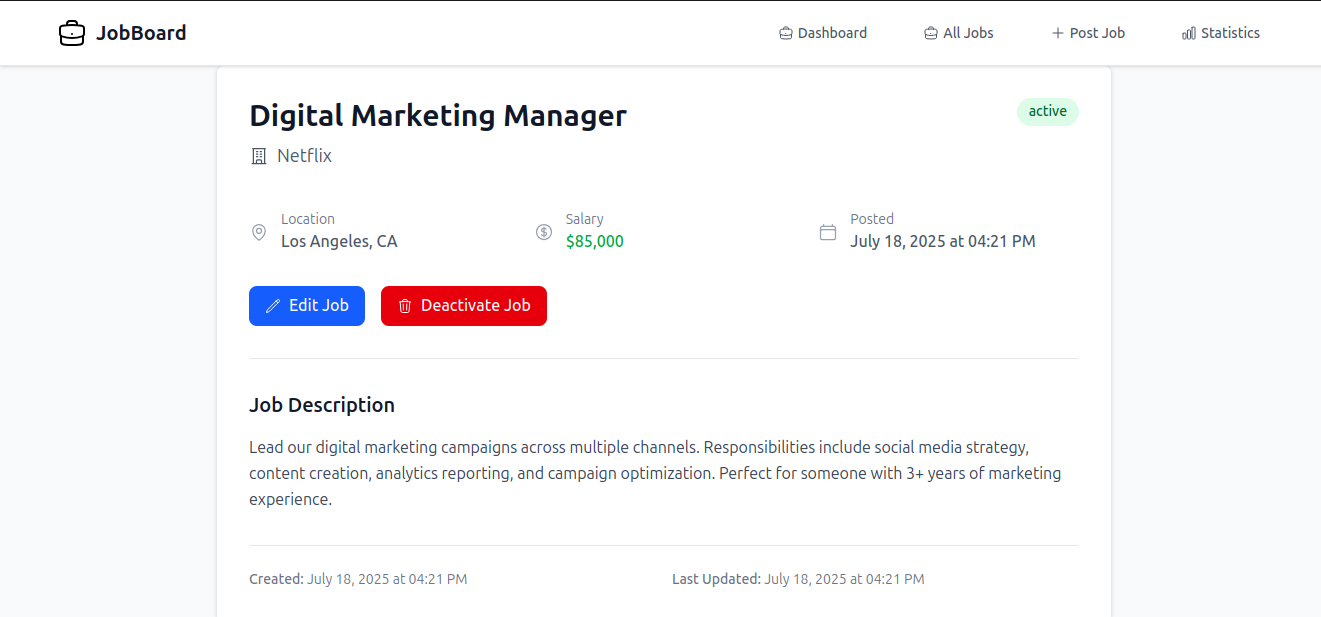 JobBoard
Dashboard
All Jobs
Post Job
Statistics
Digital Marketing Manager
active
Netflix
Location
Los Angeles, CA
Salary
$85,000
Posted
July 18, 2025 at 04:21 PM
Edit Job
Deactivate Job
Job Description
Lead our digital marketing campaigns across multiple channels. Responsibilities include social media strategy,
content creation, analytics reporting, and campaign optimization. Perfect for someone with 3+ years of marketing
experience.
Created: July 18, 2025 at 04:21 PM
Last Updated: July 18, 2025 at 04:21 PM